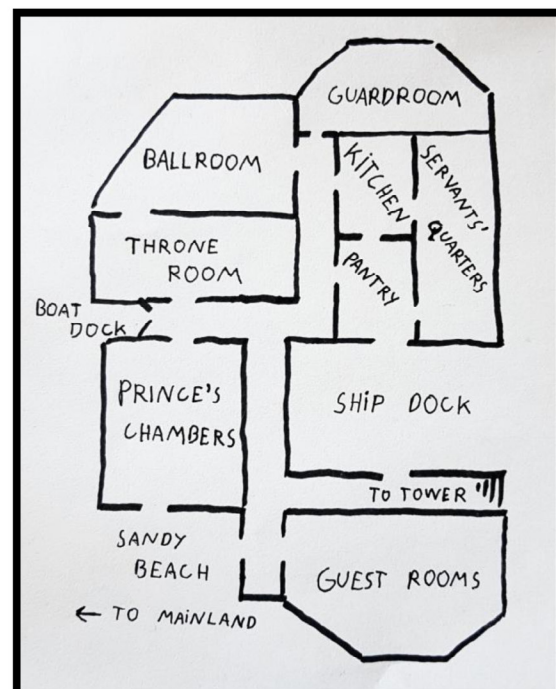 GUARDROOM
BALLROOM
KiTCHEN
SERVANTS'
QUARTERS
THRONE
ROOM
PANTRY
BOAT
DOCK
PRINCE'S
CHAMBERS
SHiP DOCK
TO TOWER
SANDY
BEACH
GUEST ROOMS
← TO MAiNLAND